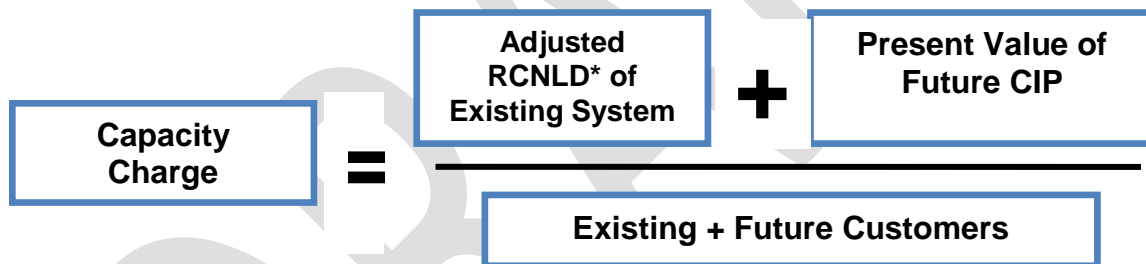 Capacity
Charge
=
Adjusted
RCNLD* of
Existing System
+
Present Value of
Future CIP
Existing + Future Customers